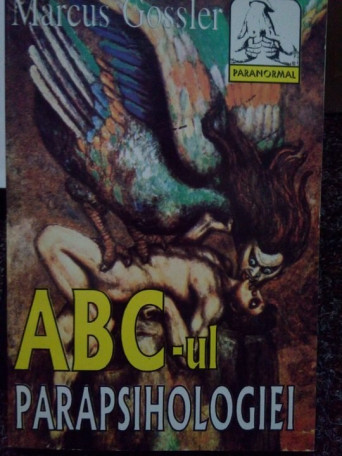 Marcus Gossler
PARANORMAL
ABC-ul
PARAPSIHOLOGIEI